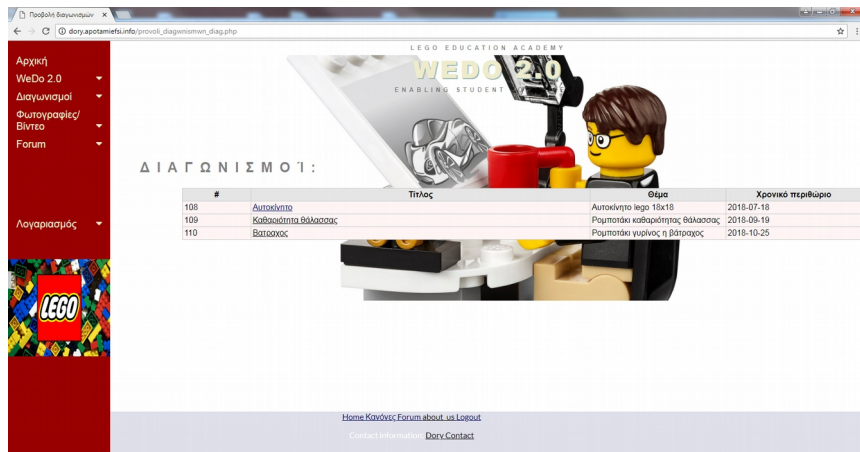 Προβολή διαγωνισμών
dory.apotamiefsi.info/provoli_diagwnismwn_diag.php
LEGO EDUCATION ACADEMY
WEDO 2.0
ENABLING STUDENT
Αρχική
WeDo 2.0
Διαγωνισμοί
Φωτογραφίες/
Βίντεο
Forum
Λογαριασμός
LEGO
ΔΙΑΓΩΝΙΣΜΟΊ:
# Τίτλος Θέμα Χρονικό περιθώριο
108 Αυτοκίνητο Αυτοκίνητο lego 18x18 2018-07-18
109 Καθαριότητα θάλασσας Ρομποτάκι καθαριότητας θάλασσας 2018-09-19
110 Βατραχος Ρομποτάκι γυρίνος η βάτραχος 2018-10-25
Home Κανόνες Forum about us Logout
Contact Information: Dory Contact